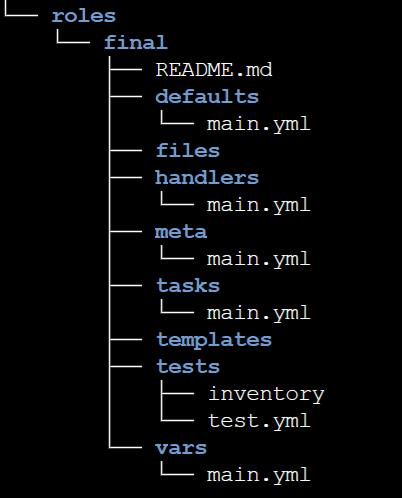 roles
final
README.md
defaults
main.yml
files
handlers
main.yml
meta
main.yml
tasks
main.yml
templates
tests
inventory
test.yml
vars
main.yml